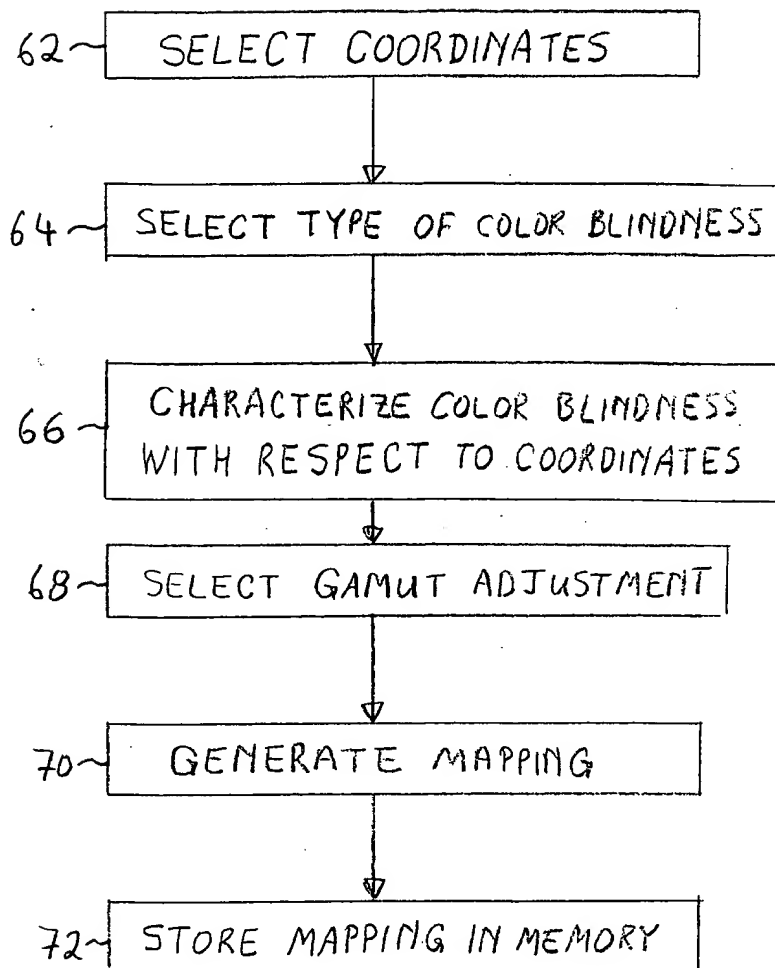 62 SELECT COORDINATES
64 SELECT TYPE OF COLOR BLINDNESS
66 CHARACTERIZE COLOR BLINDNESS
WITH RESPECT TO COORDINATES
68 SELECT GAMUT ADJUSTMENT
70 GENERATE MAPPING
72 STORE MAPPING IN MEMORY